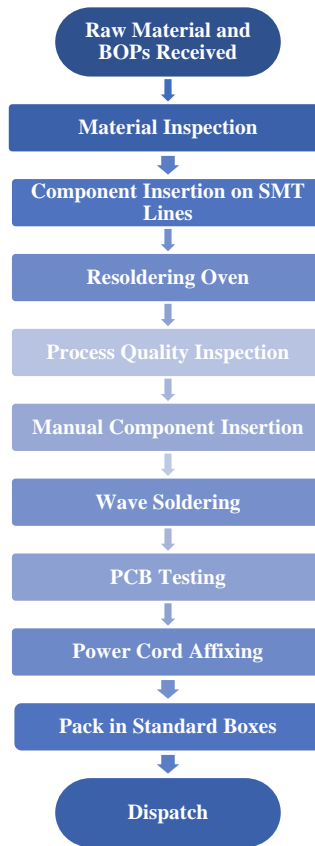 Raw Material and
BOPs Received
Material Inspection
Component Insertion on SMT
Lines
Resoldering Oven
Process Quality Inspection
Manual Component Insertion
Wave Soldering
PCB Testing
Power Cord Affixing
Pack in Standard Boxes
Dispatch